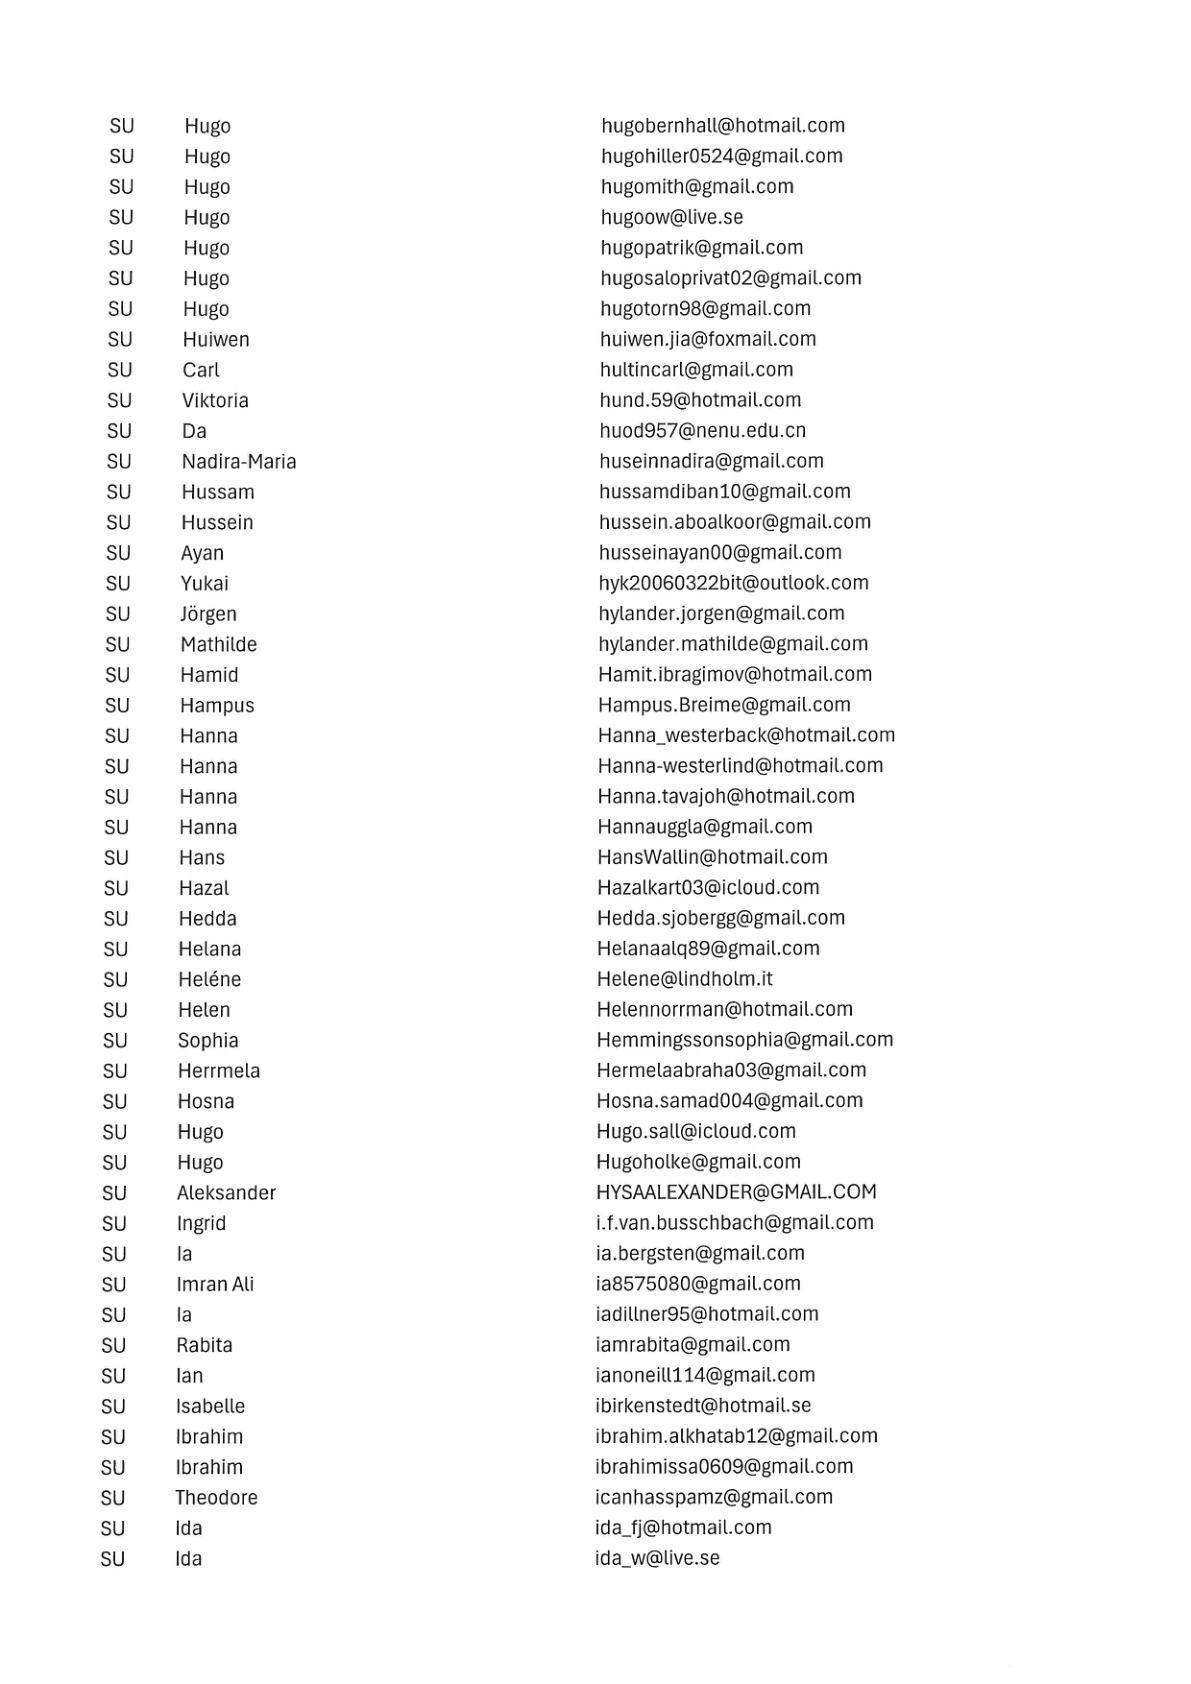 SU Hugo hugobernhall@hotmail.com
SU Hugo hugohiller0524@gmail.com
SU Hugo hugomith@gmail.com
SU Hugo hugoow@live.se
SU Hugo hugopatrik@gmail.com
SU Hugo hugosaloprivat02@gmail.com
SU Hugo hugotorn98@gmail.com
SU Huiwen huiwen.jia@foxmail.com
SU Carl hultincarl@gmail.com
SU Viktoria hund.59@hotmail.com
SU Da huod957@nenu.edu.cn
SU Nadira-Maria huseinnadira@gmail.com
SU Hussam hussamdiban10@gmail.com
SU Hussein hussein.aboalkoor@gmail.com
SU Ayan husseinayan00@gmail.com
SU Yukai hyk20060322bit@outlook.com
SU Jörgen hylander.jorgen@gmail.com
SU Mathilde hylander.mathilde@gmail.com
SU Hamid Hamit.ibragimov@hotmail.com
SU Hampus Hampus.Breime@gmail.com
SU Hanna Hanna_westerback@hotmail.com
SU Hanna Hanna-westerlind@hotmail.com
SU Hanna Hanna.tavajoh@hotmail.com
SU Hanna Hannauggla@gmail.com
SU Hans HansWallin@hotmail.com
SU Hazal Hazalkart03@icloud.com
SU Hedda Hedda.sjobergg@gmail.com
SU Helana Helanaalq89@gmail.com
SU Heléne Helene@lindholm.it
SU Helen Helennorrman@hotmail.com
SU Sophia Hemmingssonsophia@gmail.com
SU Herrmela Hermelaabraha03@gmail.com
SU Hosna Hosna.samad004@gmail.com
SU Hugo Hugo.sall@icloud.com
SU Hugo Hugoholke@gmail.com
SU Aleksander HYSAALEXANDER@GMAIL.COM
SU Ingrid i.f.van.busschbach@gmail.com
SU Ia ia.bergsten@gmail.com
SU Imran Ali ia8575080@gmail.com
SU Ia iadillner95@hotmail.com
SU Rabita iamrabita@gmail.com
SU Ian ianoneill114@gmail.com
SU Isabelle ibirkenstedt@hotmail.se
SU Ibrahim ibrahim.alkhatab12@gmail.com
SU Ibrahim ibrahimissa0609@gmail.com
SU Theodore icanhasspamz@gmail.com
SU Ida ida_fj@hotmail.com
SU Ida ida_w@live.se